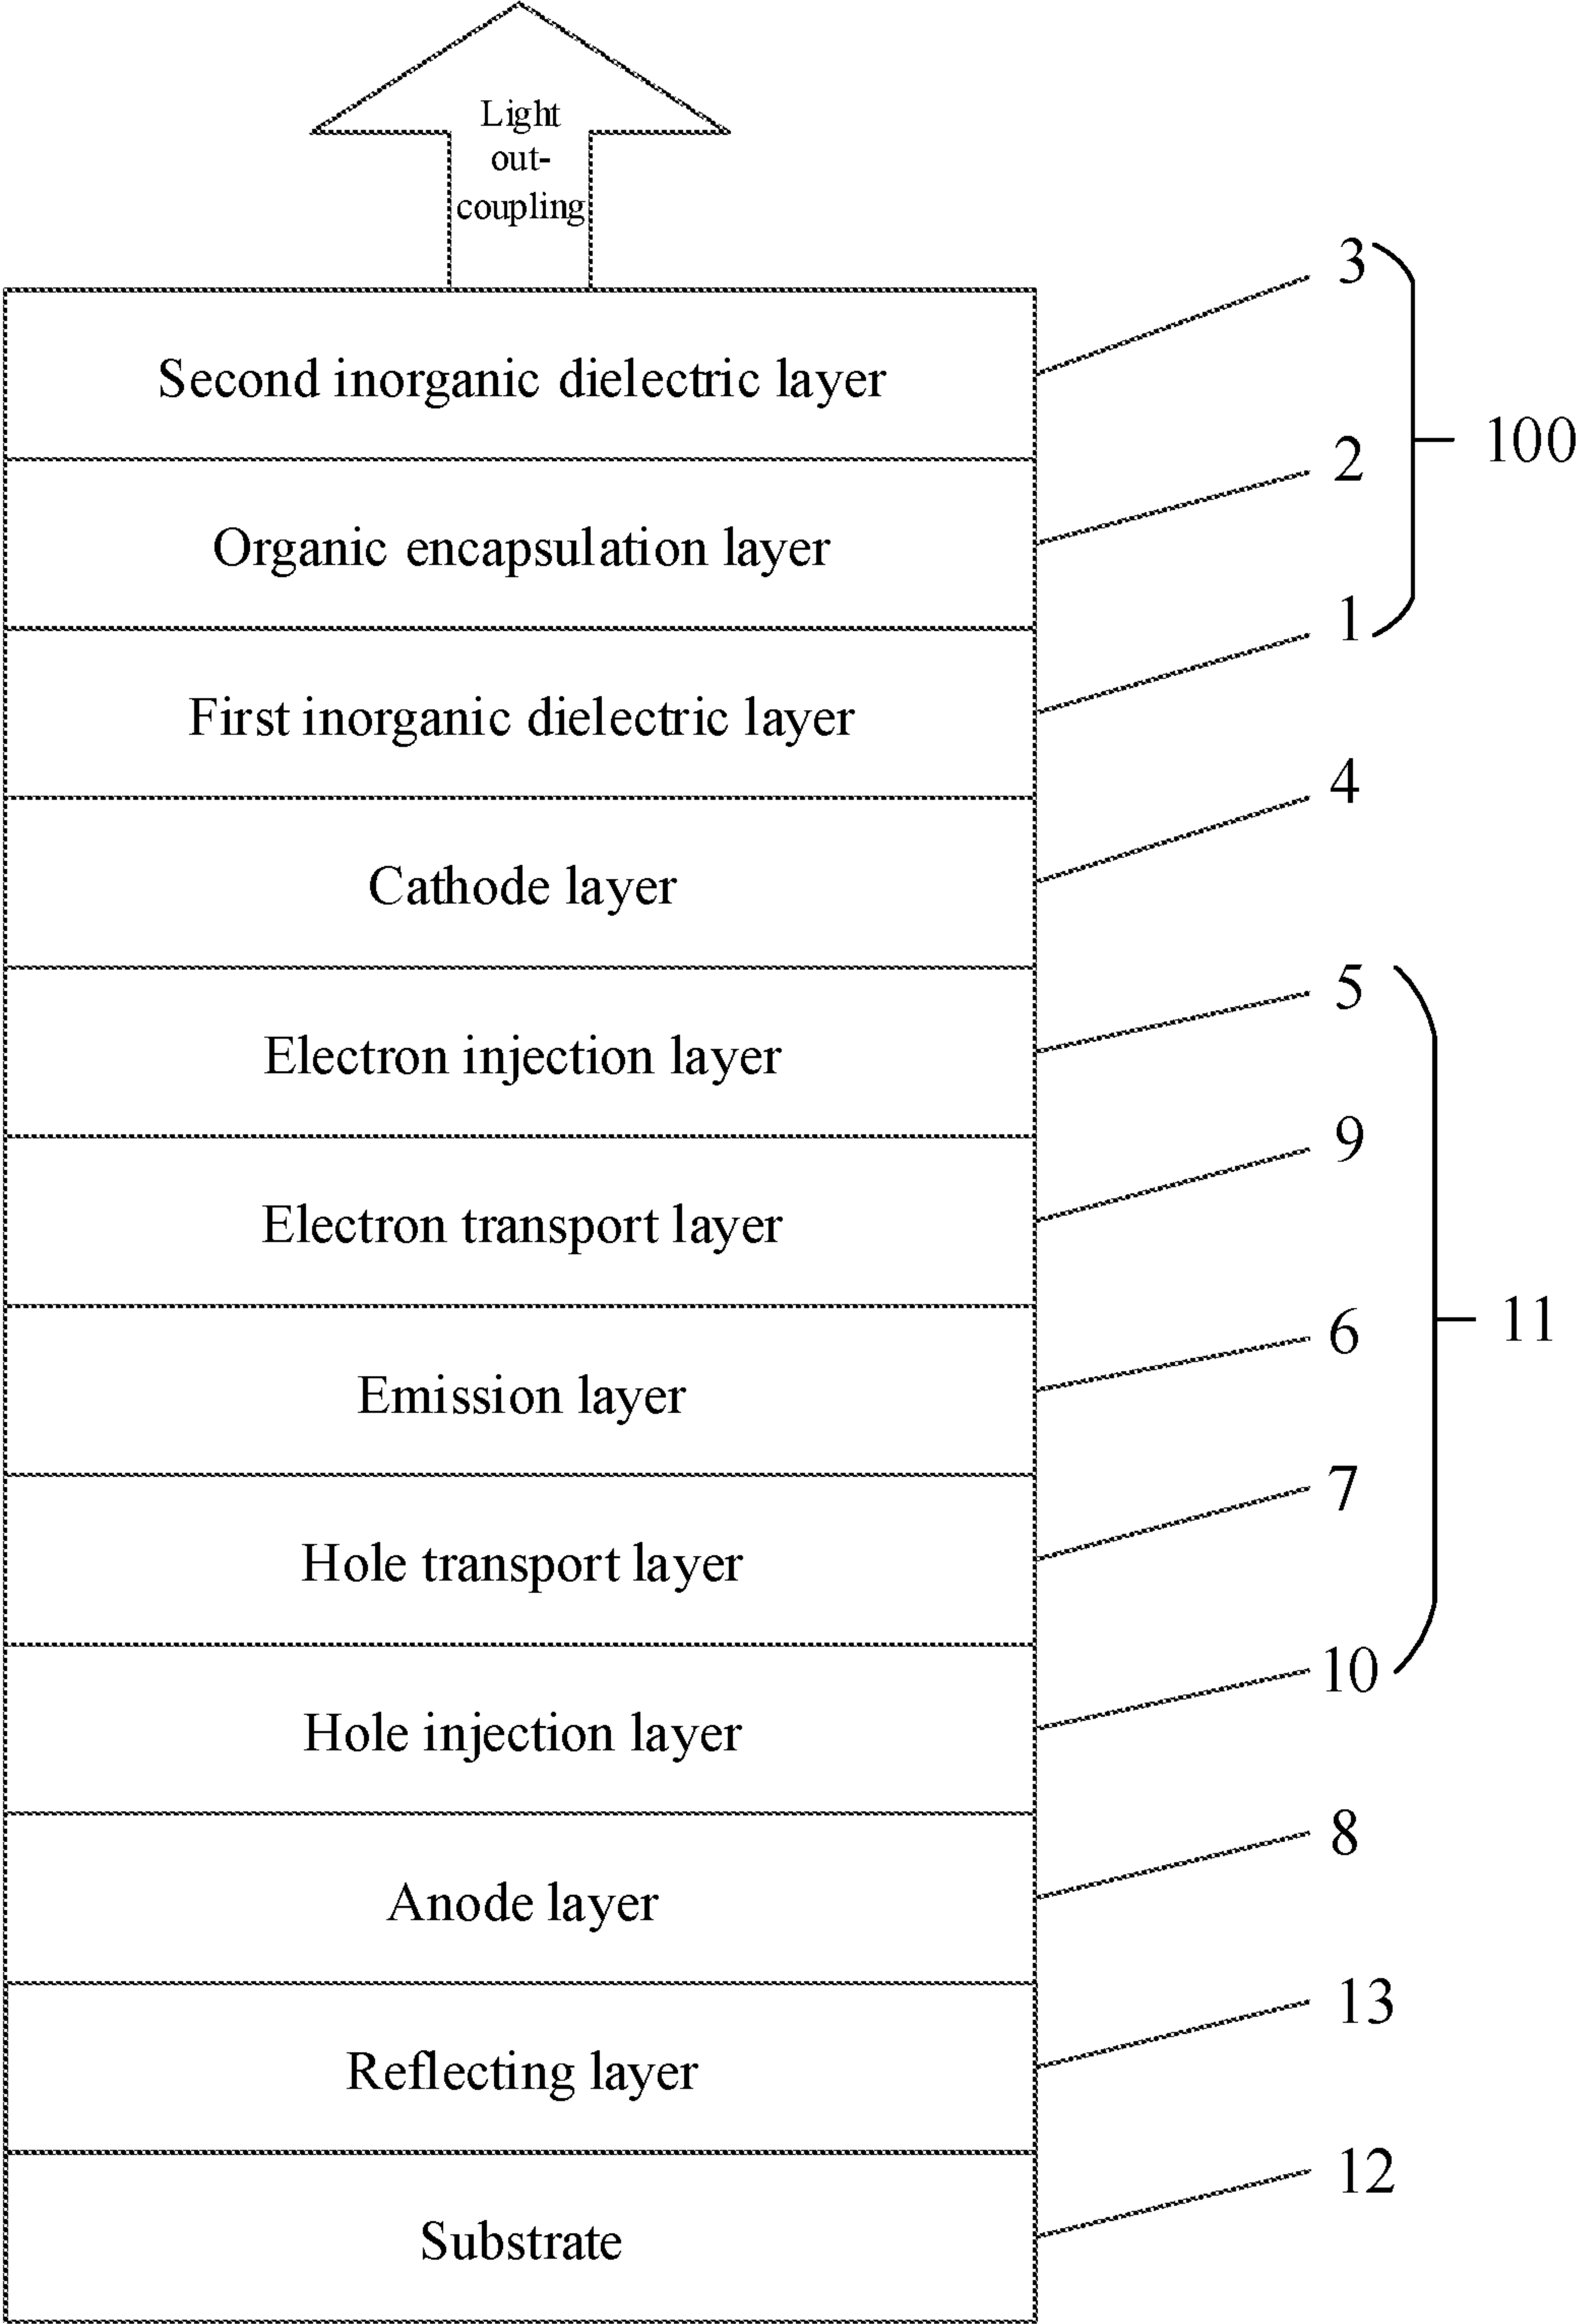 Light
out-
coupling
3
Second inorganic dielectric layer
100
2
Organic encapsulation layer
1
First inorganic dielectric layer
4
Cathode layer
5
Electron injection layer
9
Electron transport layer
11
6
Emission layer
7
Hole transport layer
10
Hole injection layer
8
Anode layer
13
Reflecting layer
12
Substrate